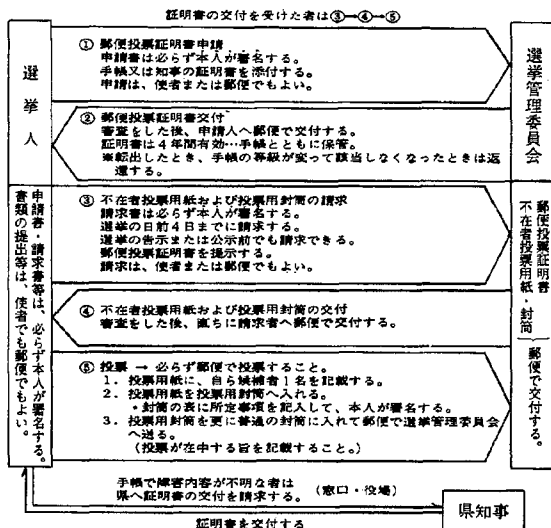 証明書の交付を受けた者は③→④→⑤
選挙人
選挙管理委員会
① 郵便投票証明書申請
申請書は必らず本人が署名する。
手帳又は知事の証明書を添付する。
申請は、使者または郵便でもよい。
② 郵便投票証明書交付
審査をした後、申請人へ郵便で交付する。
証明書は4年間有効…手帳とともに保管。
※転出したとき、手帳の等級が変って該当しなくなったときは返
還する。
③ 不在者投票用紙および投票用封筒の請求
請求書は必らず本人が署名する。
選挙の日前4日までに請求する。
選挙の告示または公示前でも請求できる。
郵便投票証明書を提示する。
請求は、使者または郵便でもよい。
④ 不在者投票用紙および投票用封筒の交付
審査をした後、直ちに請求者へ郵便で交付する。
⑤ 投票 → 必らず郵便で投票すること。
1. 投票用紙に、自ら候補者1名を記載する。
2. 投票用紙を投票用封筒へ入れる。
・封筒の表に所定事項を記入して、本人が署名する。
3. 投票用封筒を更に普通の封筒に入れて郵便で選挙管理委員会
へ送る。
(投票が在中する旨を記載すること。)
申請書・請求書等は、必らず本人が署名する。
書類の提出等は、使者でも郵便でもよい。
郵便投票証明書
不在者投票用紙・封筒
郵便で交付する。
手帳で障害内容が不明な者は
県へ証明書の交付を請求する。
(窓口・役場)
県知事
証明書を交付する